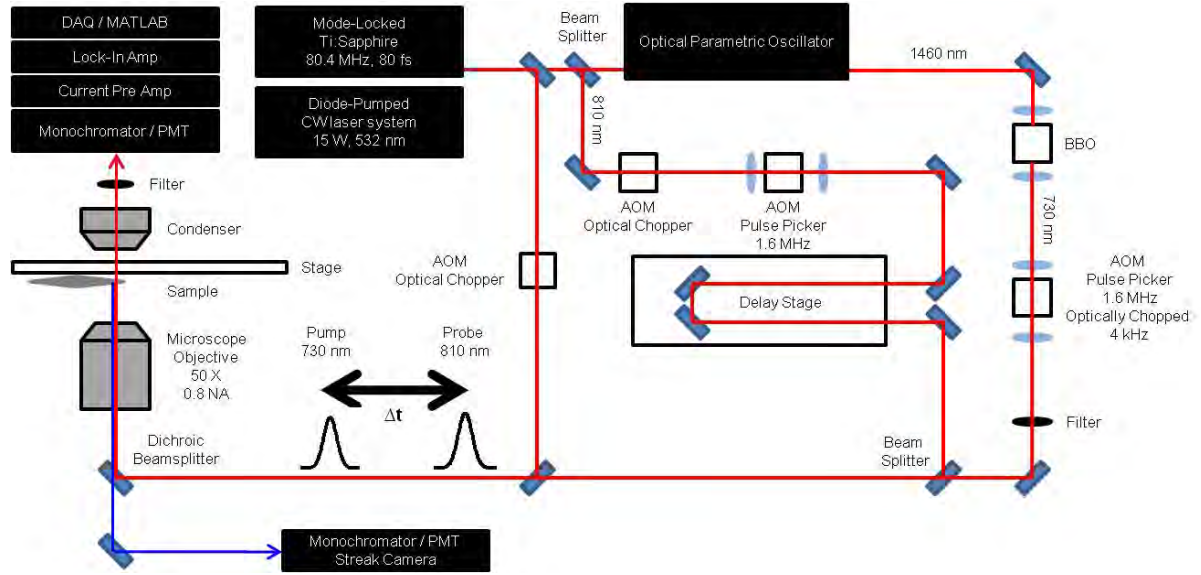 DAQ / MATLAB
Lock-In Amp
Current Pre Amp
Monochromator / PMT
Filter
Condenser
Stage
Sample
Microscope
Objective
50 X
0.8 NA
Dichroic
Beamsplitter
Mode-Locked
Ti:Sapphire
80.4 MHz, 80 fs
Diode-Pumped
CW laser system
15 W, 532 nm
Beam
Splitter
Optical Parametric Oscillator
1460 nm
810 nm
BBO
730 nm
AOM
Optical Chopper
AOM
Pulse Picker
1.6 MHz
AOM
Optical Chopper
Delay Stage
AOM
Pulse Picker
1.6 MHz
Optically Chopped
4 kHz
Pump
730 nm
Probe
810 nm
Δt
Filter
Beam
Splitter
Monochromator / PMT
Streak Camera